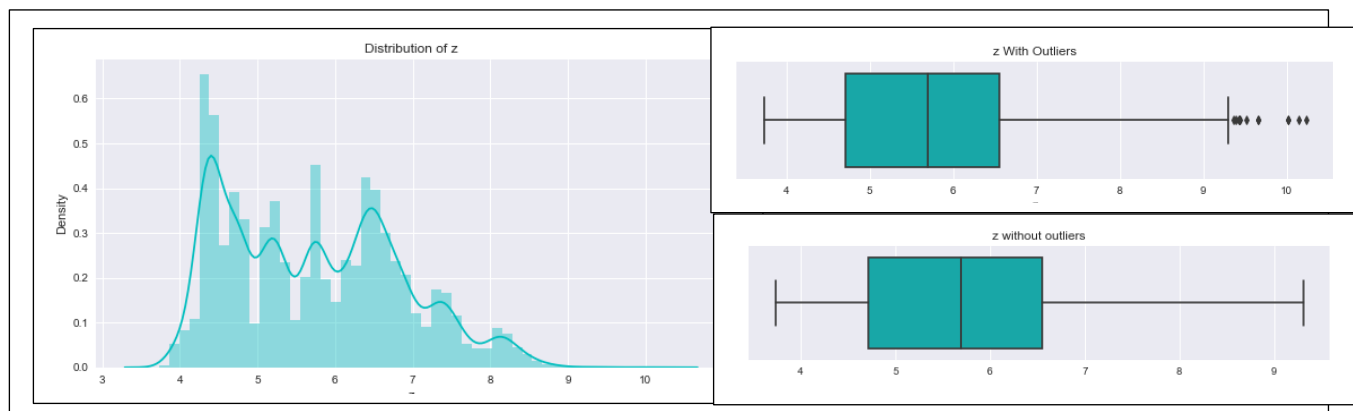 Distribution of z
Density
0.6
0.5
0.4
0.3
0.2
0.1
0.0
3 4 5 6 7 8 9 10
z With Outliers
4 5 6 7 8 9 10
z without outliers
4 5 6 7 8 9